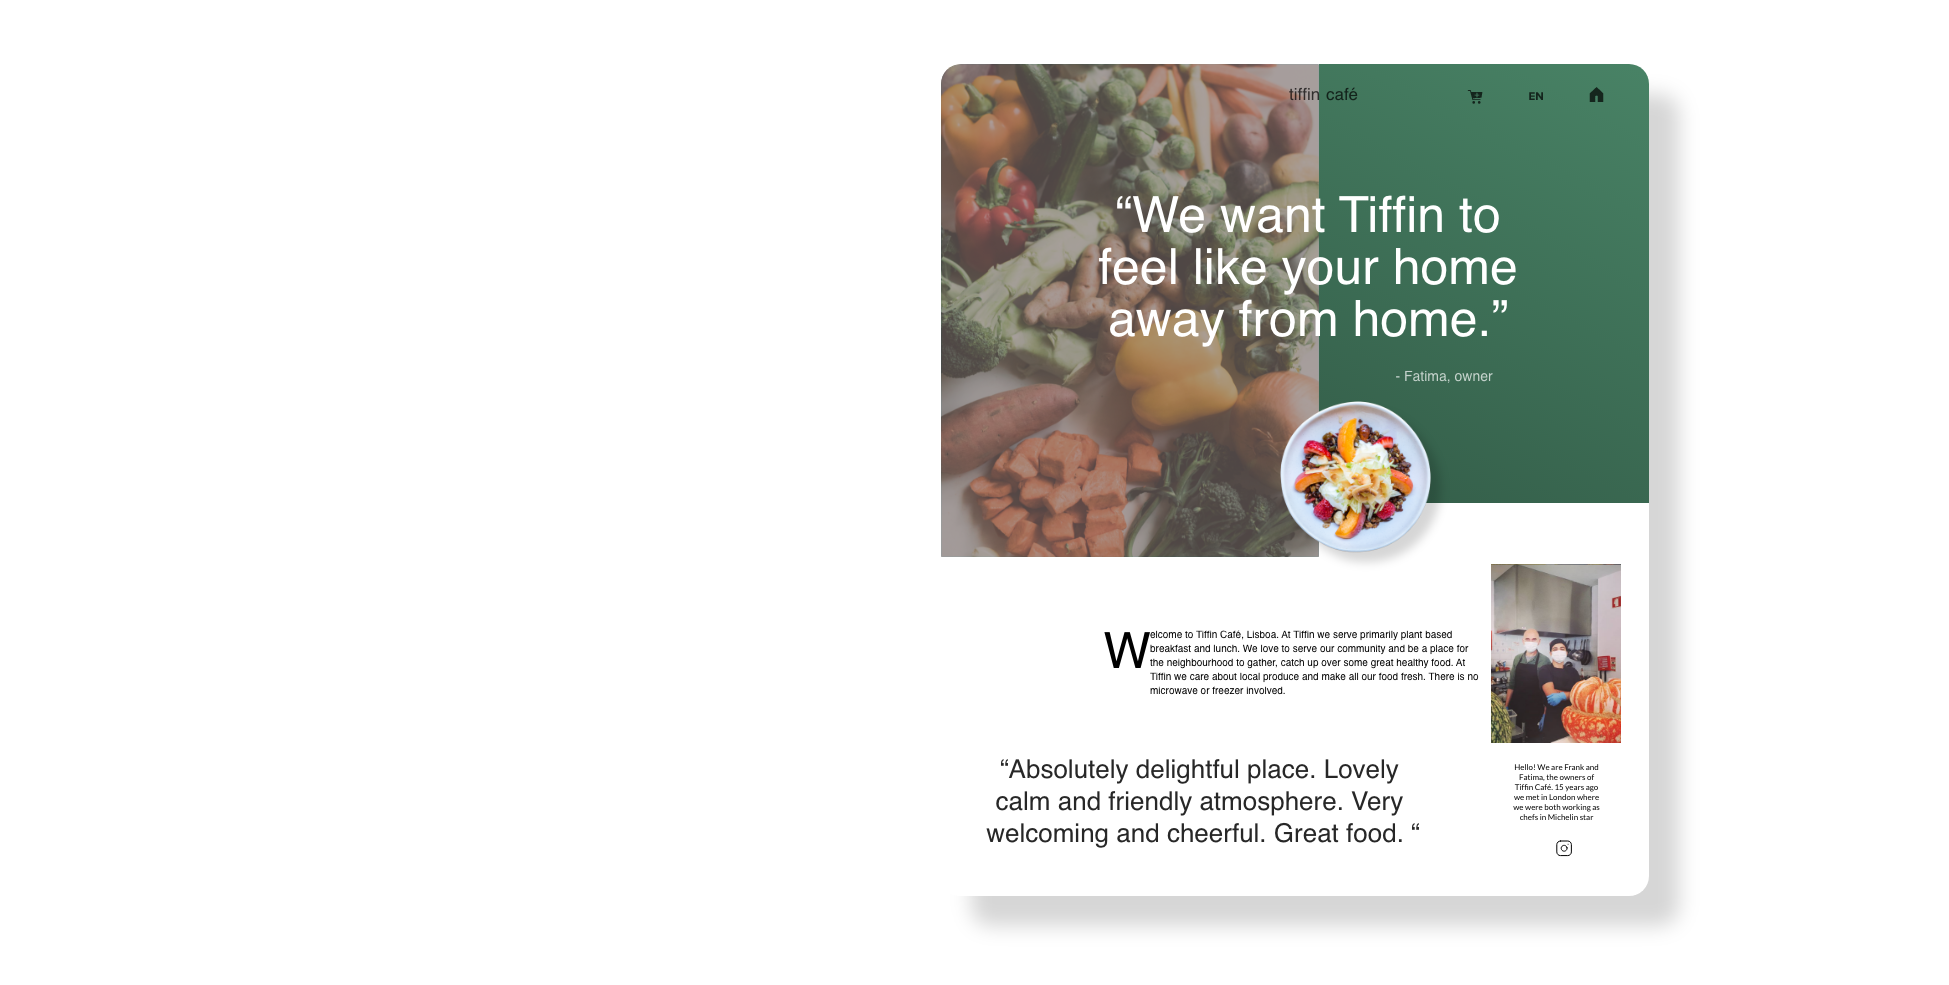 tiffin café
EN
“We want Tiffin to
feel like your home
away from home.”
- Fatima, owner
Welcome to Tiffin Café, Lisboa. At Tiffin we serve primarily plant based
breakfast and lunch. We love to serve our community and be a place for
the neighbourhood to gather, catch up over some great healthy food. At
Tiffin we care about local produce and make all our food fresh. There is no
microwave or freezer involved.
“Absolutely delightful place. Lovely
calm and friendly atmosphere. Very
welcoming and cheerful. Great food. “
Hello! We are Frank and
Fatima, the owners of
Tiffin Café. 15 years ago
we met in London where
we were both working as
chefs in Michelin star